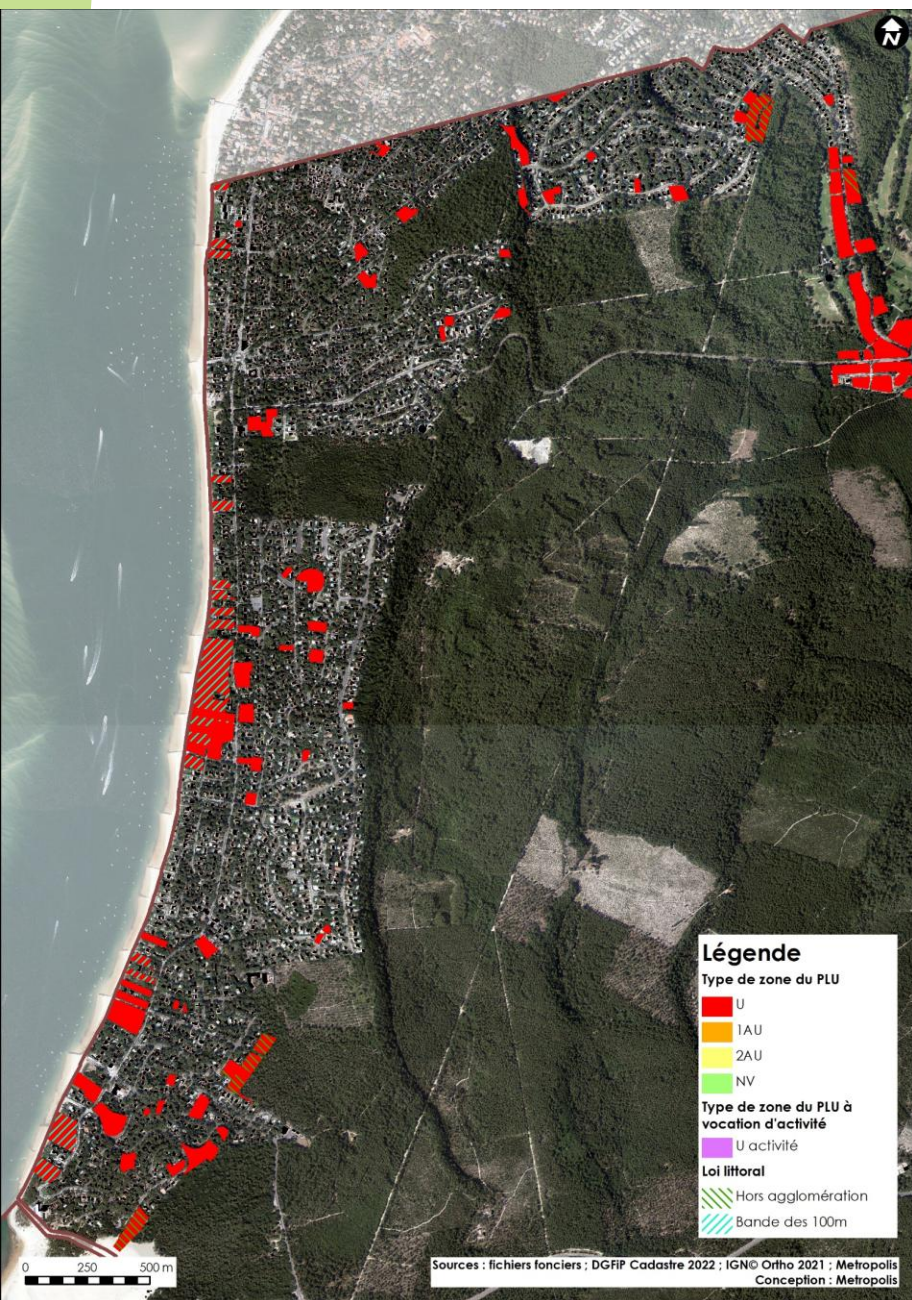 N
Légende
Type de zone du PLU
U
1AU
2AU
NV
Type de zone du PLU à
vocation d'activité
U activité
Loi littoral
Hors agglomération
Bande des 100m
0 250 500 m
Sources : fichiers fonciers ; DGFiP Cadastre 2022 ; IGN© Ortho 2021 ; Metropolis
Conception : Metropolis